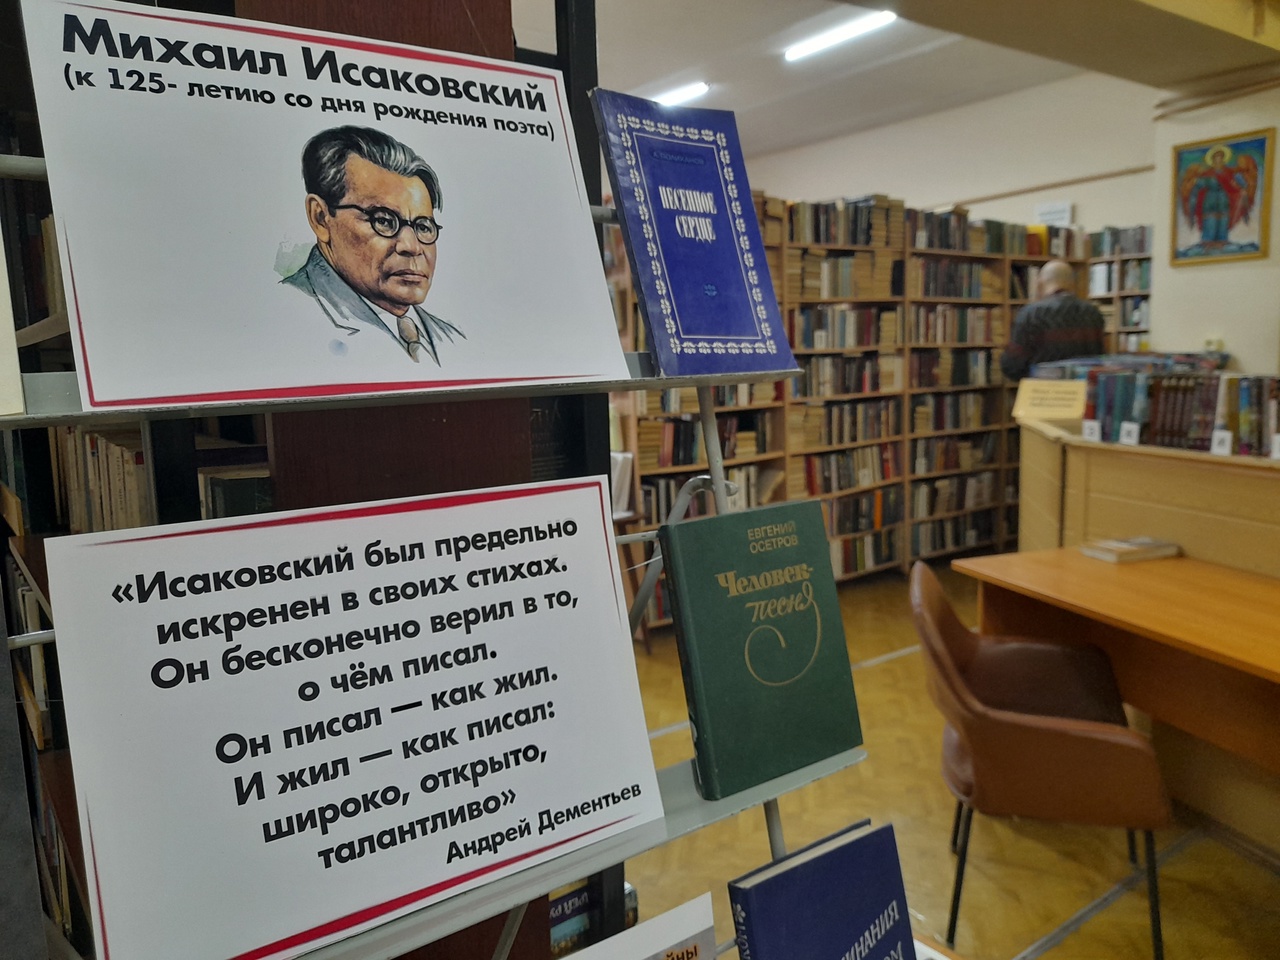 Михаил Исаковский
(к 125- летию со дня рождения поэта)
ПЕСЕННОЕ
СЕРДЦЕ
«Исаковский был предельно
искренен в своих стихах.
Он бесконечно верил в то,
о чём писал.
Он писал — как жил.
И жил — как писал:
широко, открыто,
талантливо»
Андрей Дементьев
ЕВГЕНИЙ
ОСЕТРОВ
Человек-
песня